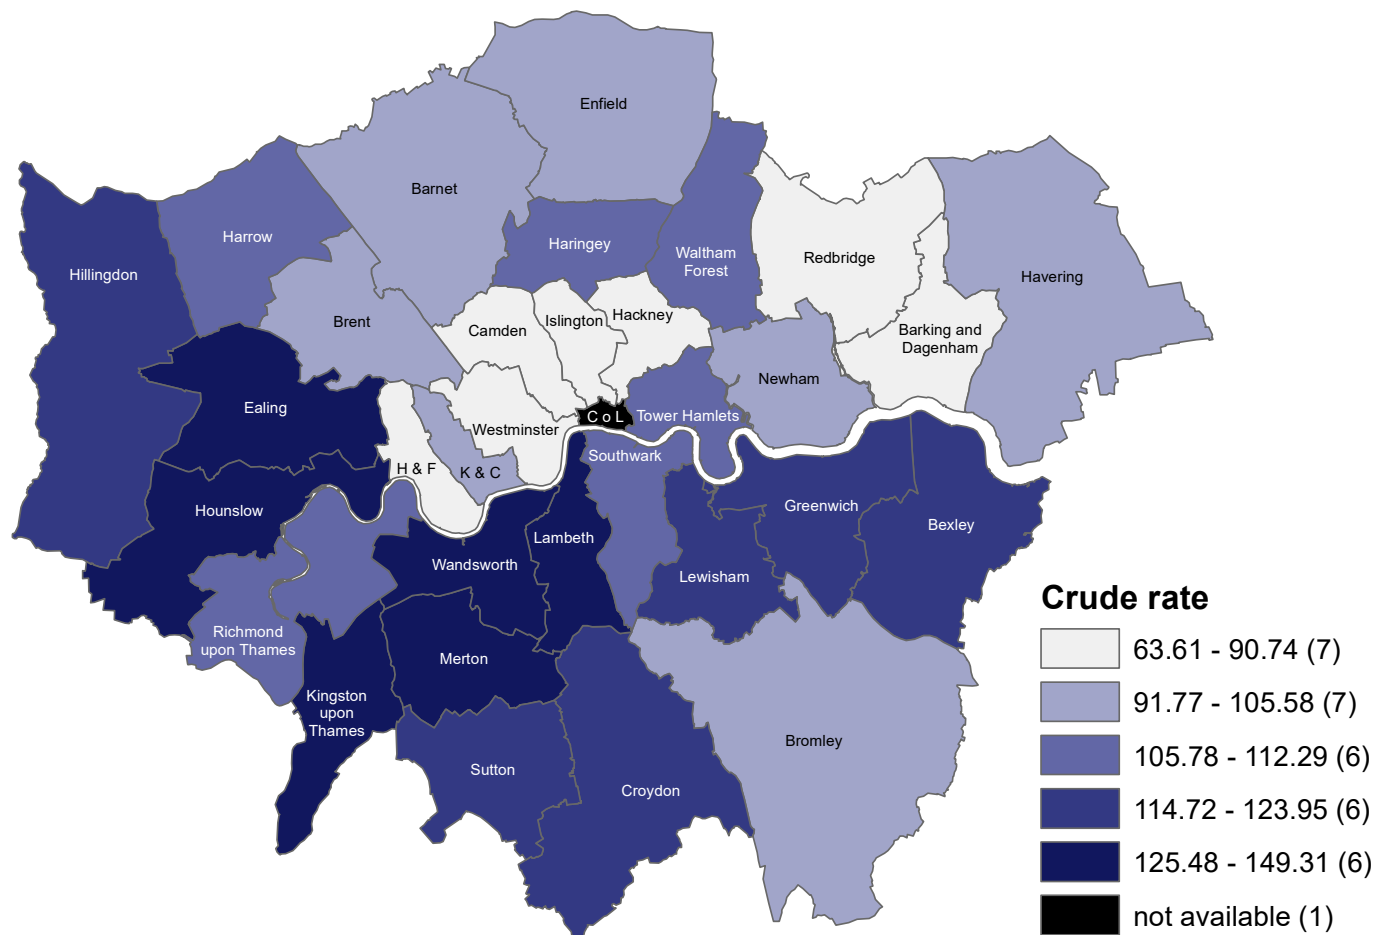 Enfield
Barnet
Harrow
Haringey
Waltham
Forest
Redbridge
Hillingdon
Havering
Brent
Camden
Islington
Hackney
Barking and
Dagenham
Newham
Ealing
Westminster
C o L
Tower Hamlets
H & F
K & C
Southwark
Hounslow
Greenwich
Bexley
Lambeth
Wandsworth
Lewisham
Richmond
upon Thames
Merton
Kingston
upon
Thames
Bromley
Sutton
Croydon
Crude rate
63.61 - 90.74 (7)
91.77 - 105.58 (7)
105.78 - 112.29 (6)
114.72 - 123.95 (6)
125.48 - 149.31 (6)
not available (1)